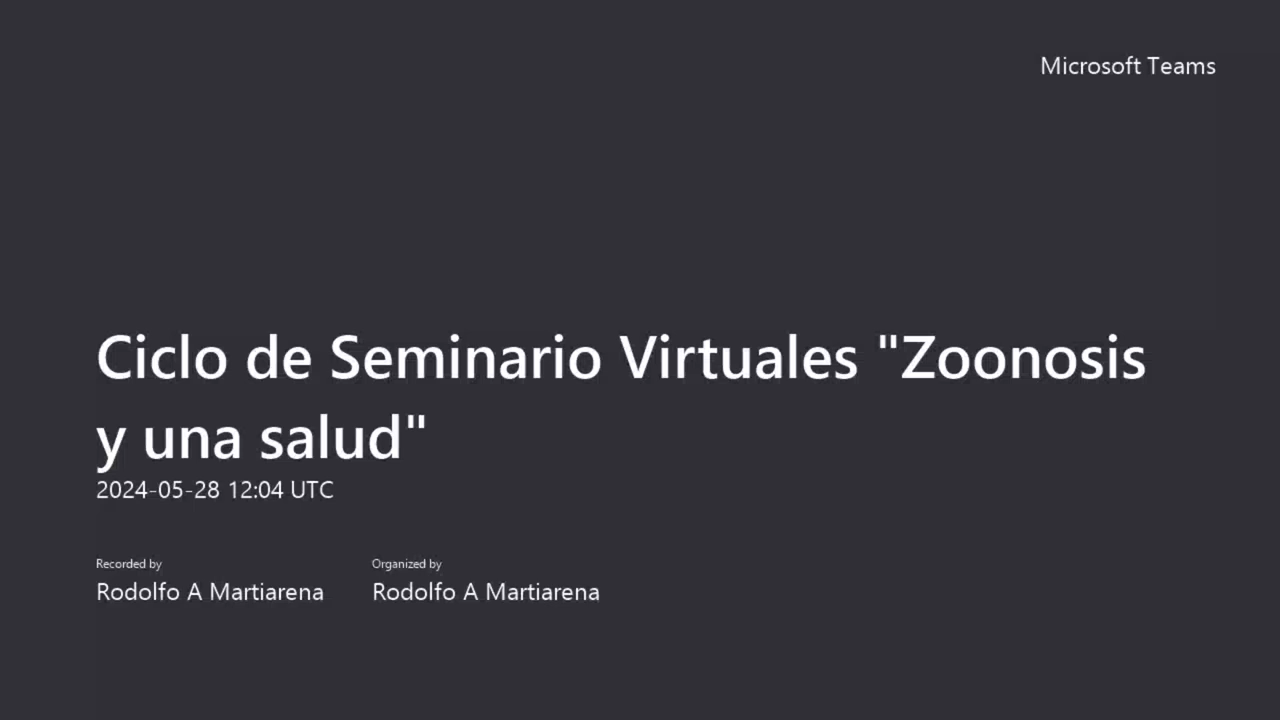 Microsoft Teams
Ciclo de Seminario Virtuales "Zoonosis
y una salud"
2024-05-28 12:04 UTC
Recorded by
Rodolfo A Martiarena
Organized by
Rodolfo A Martiarena